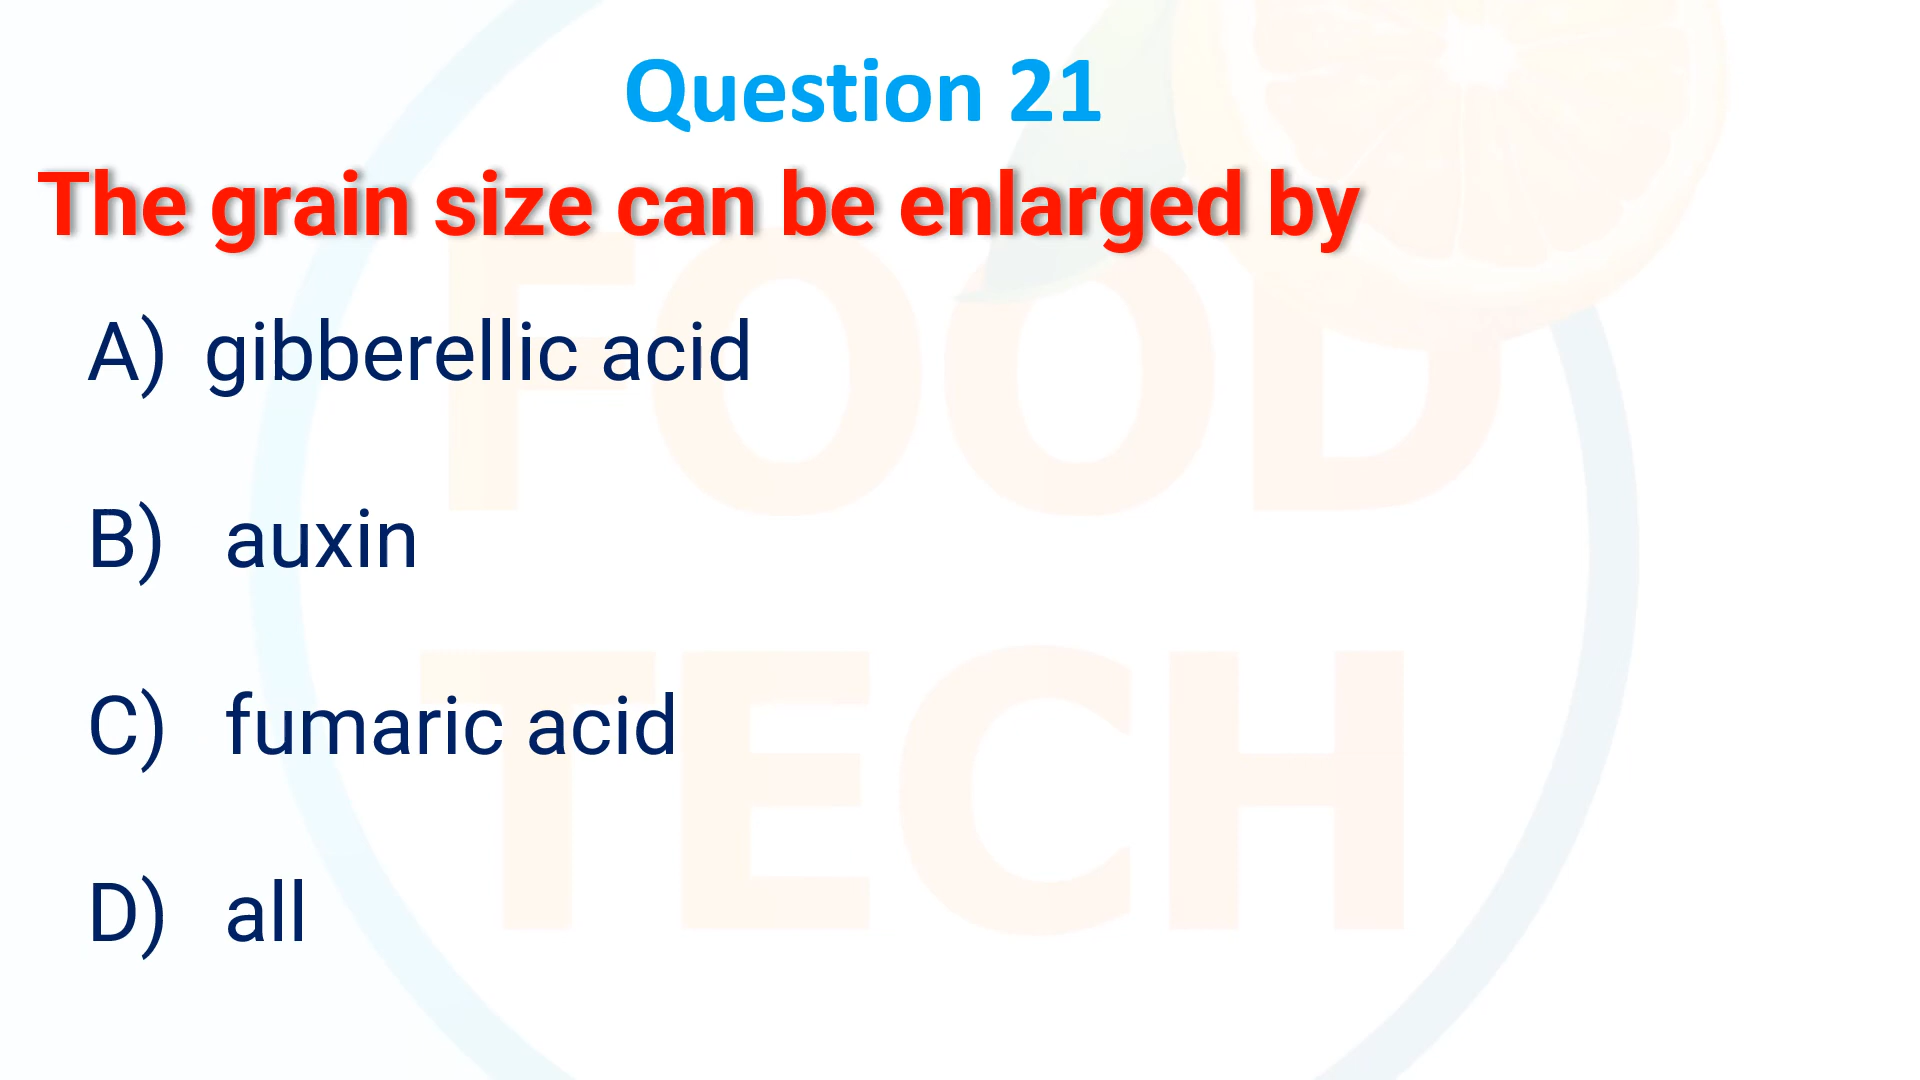 Question 21
The grain size can be enlarged by
A) gibberellic acid
B) auxin
C) fumaric acid
D) all
FOOD
TECH